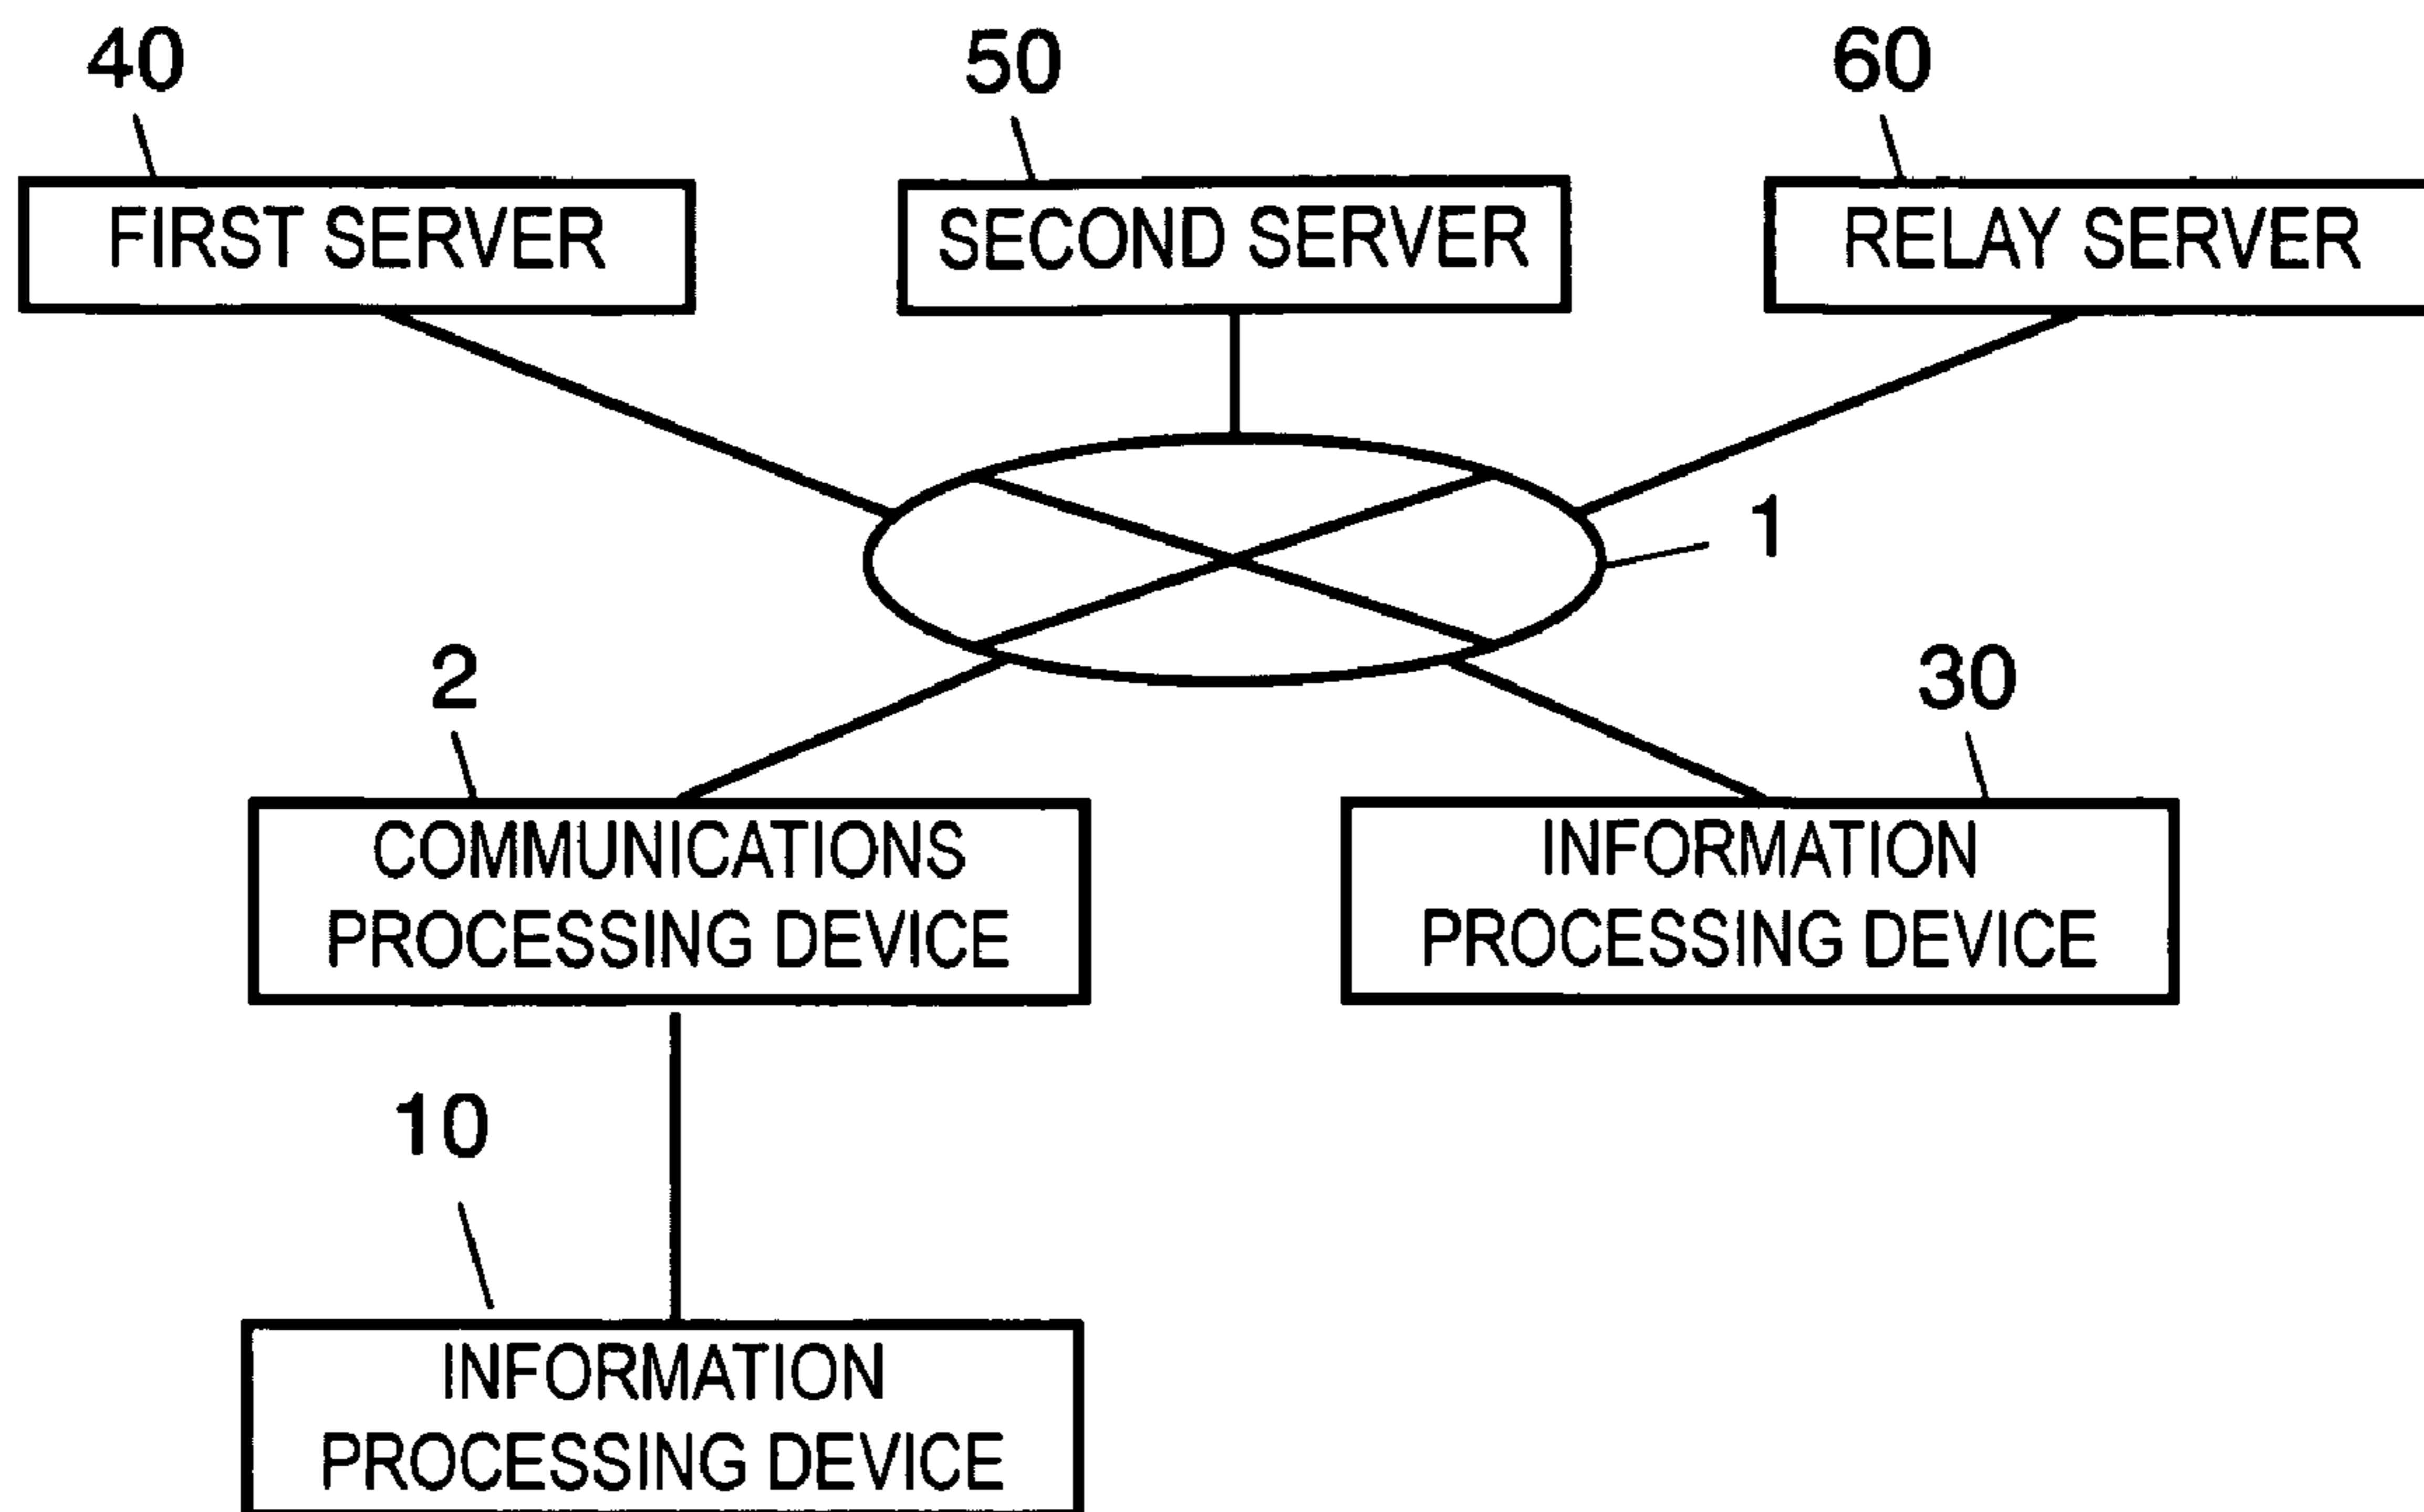 40
50
60
FIRST SERVER
SECOND SERVER
RELAY SERVER
1
2
30
COMMUNICATIONS
PROCESSING DEVICE
INFORMATION
PROCESSING DEVICE
10
INFORMATION
PROCESSING DEVICE